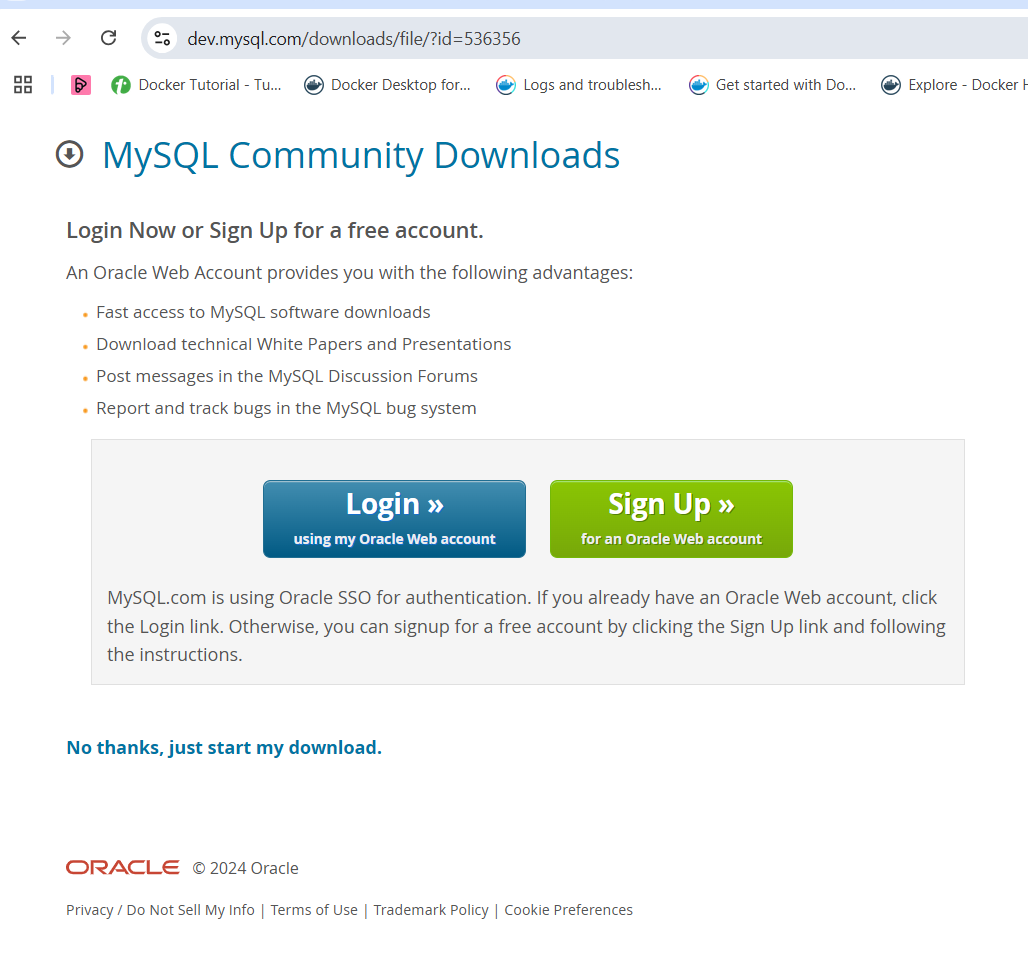 dev.mysql.com/downloads/file/?id=536356
Docker Tutorial - Tu... Docker Desktop for... Logs and troublesh... Get started with Do... Explore - Docker H
MySQL Community Downloads
Login Now or Sign Up for a free account.
An Oracle Web Account provides you with the following advantages:
Fast access to MySQL software downloads
Download technical White Papers and Presentations
Post messages in the MySQL Discussion Forums
Report and track bugs in the MySQL bug system
Login » Sign Up »
using my Oracle Web account for an Oracle Web account
MySQL.com is using Oracle SSO for authentication. If you already have an Oracle Web account, click
the Login link. Otherwise, you can signup for a free account by clicking the Sign Up link and following
the instructions.
No thanks, just start my download.
ORACLE © 2024 Oracle
Privacy / Do Not Sell My Info | Terms of Use | Trademark Policy | Cookie Preferences